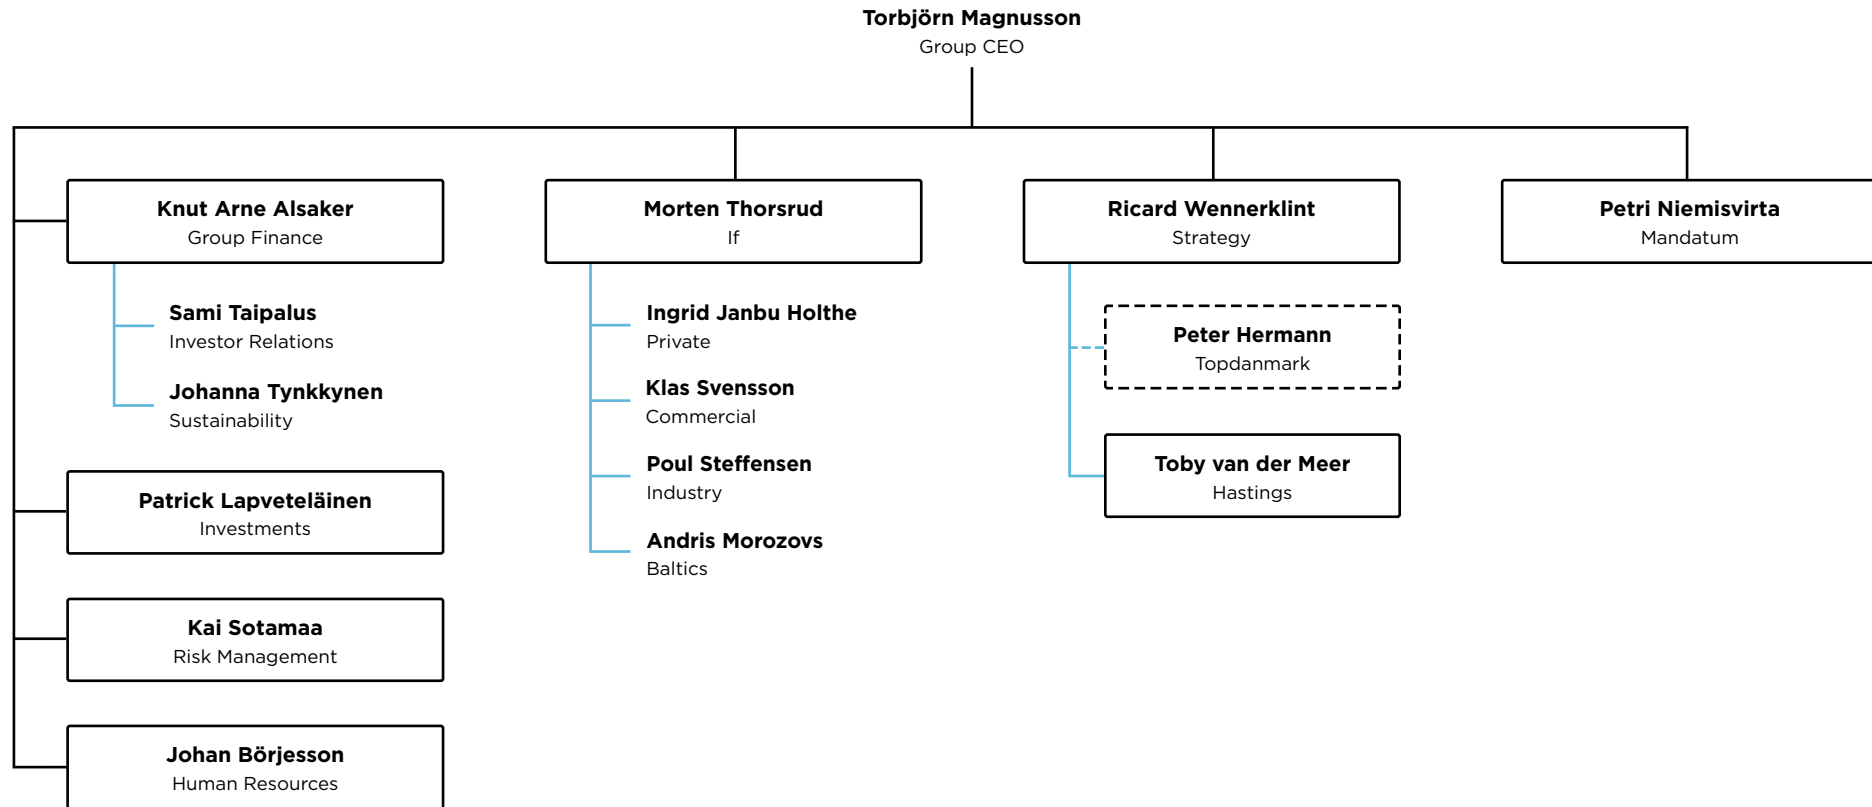 Torbjörn Magnusson
Group CEO
Knut Arne Alsaker
Group Finance
Sami Taipalus
Investor Relations
Johanna Tynkkynen
Sustainability
Patrick Lapveteläinen
Investments
Kai Sotamaa
Risk Management
Johan Börjesson
Human Resources
Morten Thorsrud
If
Ingrid Janbu Holthe
Private
Klas Svensson
Commercial
Poul Steffensen
Industry
Andris Morozovs
Baltics
Ricard Wennerklint
Strategy
Peter Hermann
Topdanmark
Toby van der Meer
Hastings
Petri Niemisvirta
Mandatum